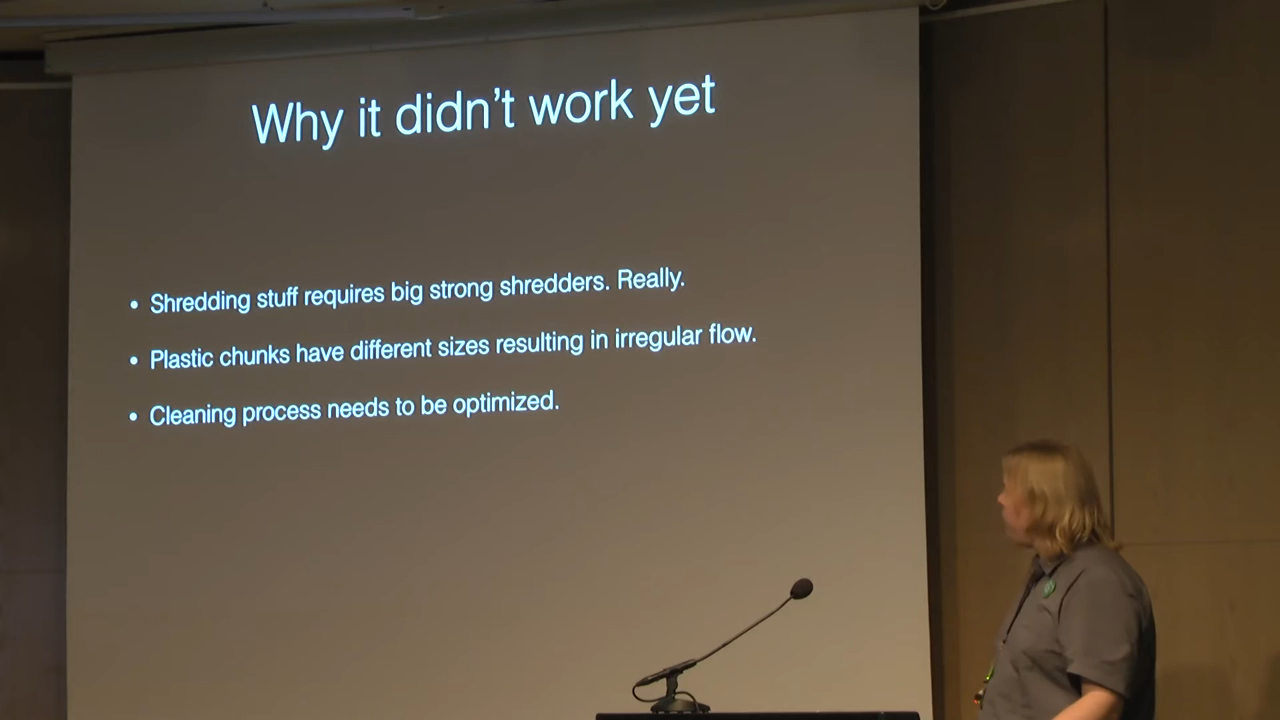 Why it didn't work yet
• Shredding stuff requires big strong shredders. Really.
• Plastic chunks have different sizes resulting in irregular flow.
• Cleaning process needs to be optimized.